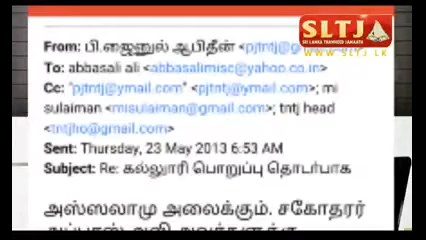 SLTJ
SRI LANKA THAWHEED JAMAATH
WWW.SLTJ.LK
From: பி.ஜைனுல் ஆபிதீன் <pjtntj@g
To: abbasali ali <abbasalimisc@yahoo.co.in>
Cc: "pjtntj@ymail.com" <pjtntj@ymail.com>; mi
sulaiman <misulaiman@gmail.com>; tntj head
<tntjho@gmail.com>
Sent: Thursday, 23 May 2013 6:53 AM
Subject: Re: கல்லூரி பொறுப்பு தொடர்பாக
அஸ்ஸலாமு அலைக்கும். சகோதரர்